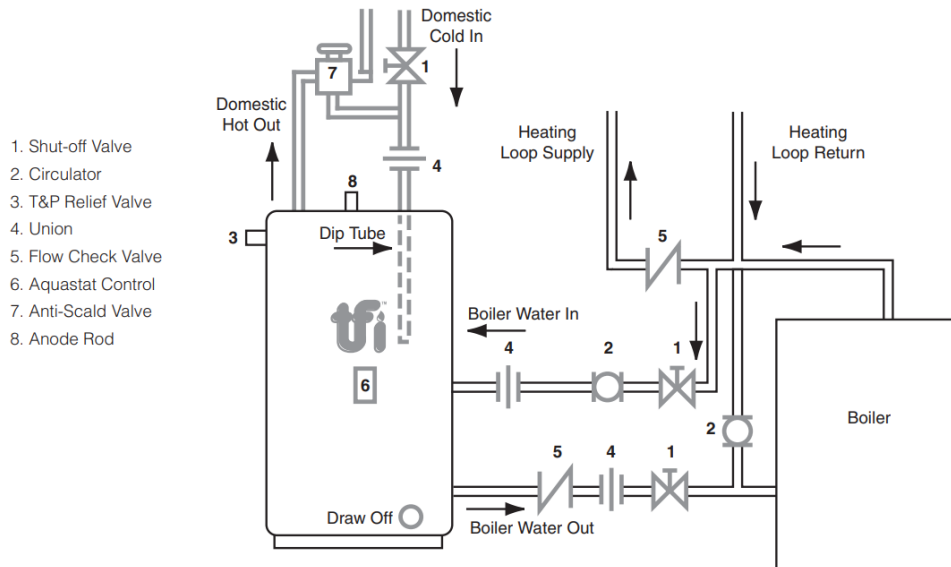 Domestic
Cold In
7
1
Domestic
Hot Out
Heating
Loop Supply
Heating
Loop Return
1. Shut-off Valve
2. Circulator
3. T&P Relief Valve
4. Union
5. Flow Check Valve
6. Aquastat Control
7. Anti-Scald Valve
8. Anode Rod
4
8
3
Dip Tube
5
tfi™
Boiler Water In
4
2
1
6
Boiler
2
5
4
1
Draw Off
Boiler Water Out